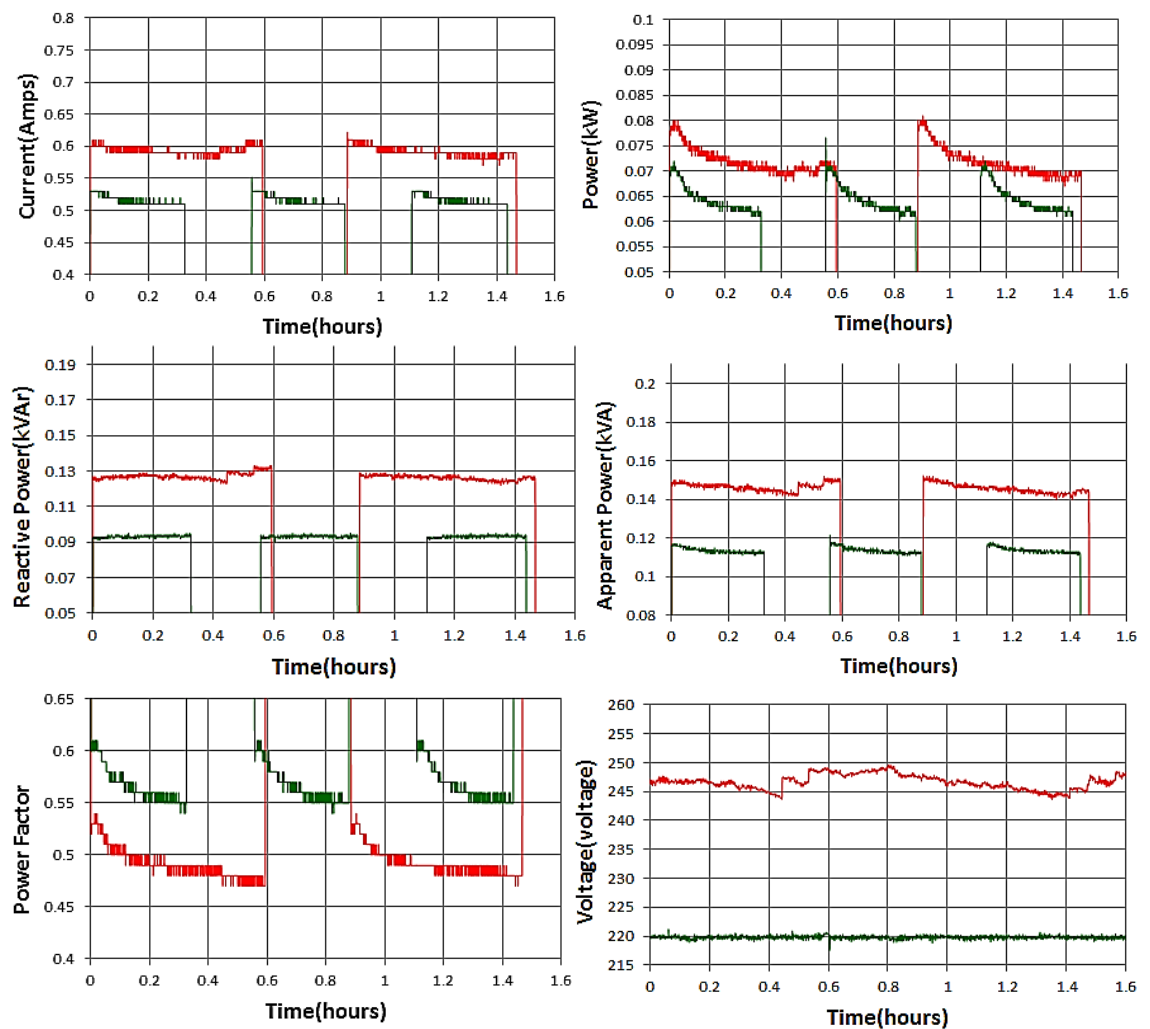 Current(Amps)
0.8
0.75
0.7
0.65
0.6
0.55
0.5
0.45
0.4
0 0.2 0.4 0.6 0.8 1 1.2 1.4 1.6
Time(hours)
Power(kW)
0.1
0.095
0.09
0.085
0.08
0.075
0.07
0.065
0.06
0.055
0.05
0 0.2 0.4 0.6 0.8 1 1.2 1.4 1.6
Time(hours)
Reactive Power(kVAr)
0.19
0.17
0.15
0.13
0.11
0.09
0.07
0.05
0 0.2 0.4 0.6 0.8 1 1.2 1.4 1.6
Time(hours)
Apparent Power(kVA)
0.2
0.18
0.16
0.14
0.12
0.1
0.08
0 0.2 0.4 0.6 0.8 1 1.2 1.4 1.6
Time(hours)
Power Factor
0.65
0.6
0.55
0.5
0.45
0.4
0 0.2 0.4 0.6 0.8 1 1.2 1.4 1.6
Time(hours)
Voltage(voltage)
260
255
250
245
240
235
230
225
220
215
0 0.2 0.4 0.6 0.8 1 1.2 1.4 1.6
Time(hours)